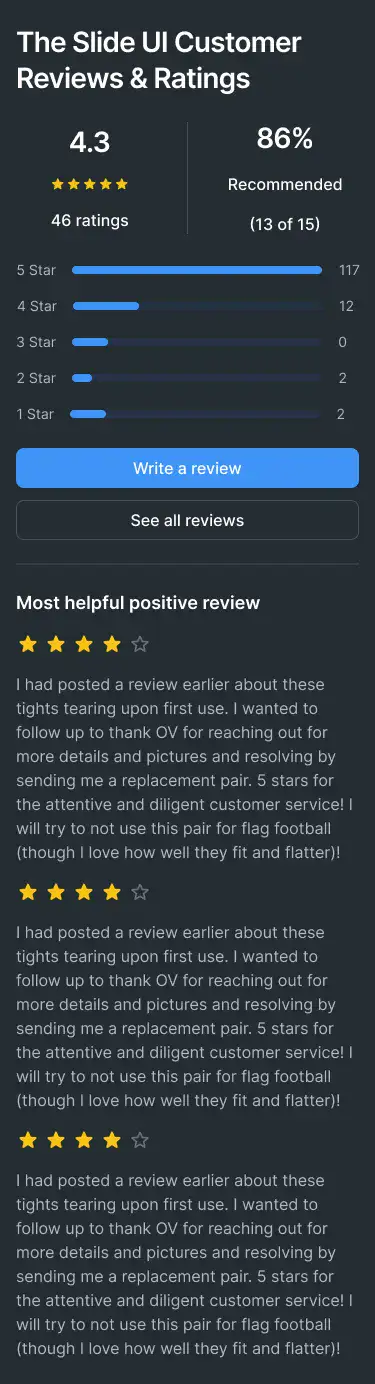 The Slide UI Customer
Reviews & Ratings
4.3
46 ratings
86%
Recommended
(13 of 15)
5 Star 117
4 Star 12
3 Star 0
2 Star 2
1 Star 2
Write a review
See all reviews
Most helpful positive review
I had posted a review earlier about these
tights tearing upon first use. I wanted to
follow up to thank OV for reaching out for
more details and pictures and resolving by
sending me a replacement pair. 5 stars for
the attentive and diligent customer service! I
will try to not use this pair for flag football
(though I love how well they fit and flatter)!
I had posted a review earlier about these
tights tearing upon first use. I wanted to
follow up to thank OV for reaching out for
more details and pictures and resolving by
sending me a replacement pair. 5 stars for
the attentive and diligent customer service! I
will try to not use this pair for flag football
(though I love how well they fit and flatter)!
I had posted a review earlier about these
tights tearing upon first use. I wanted to
follow up to thank OV for reaching out for
more details and pictures and resolving by
sending me a replacement pair. 5 stars for
the attentive and diligent customer service! I
will try to not use this pair for flag football
(though I love how well they fit and flatter)!